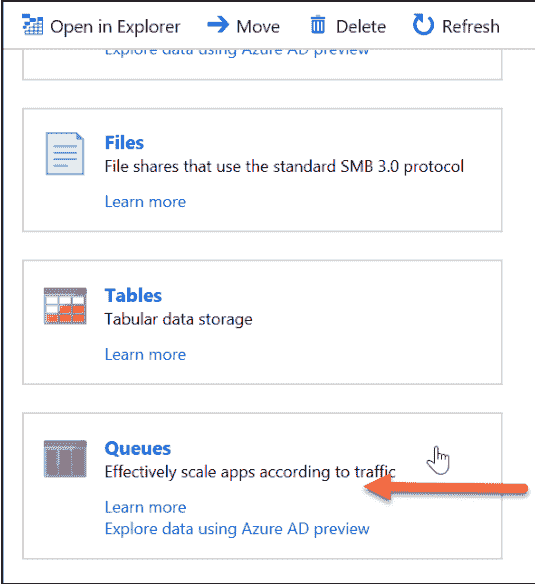 Open in Explorer Move Delete Refresh
Explore data using Azure AD preview
Files
File shares that use the standard SMB 3.0 protocol
Learn more
Tables
Tabular data storage
Learn more
Queues
Effectively scale apps according to traffic
Learn more
Explore data using Azure AD preview